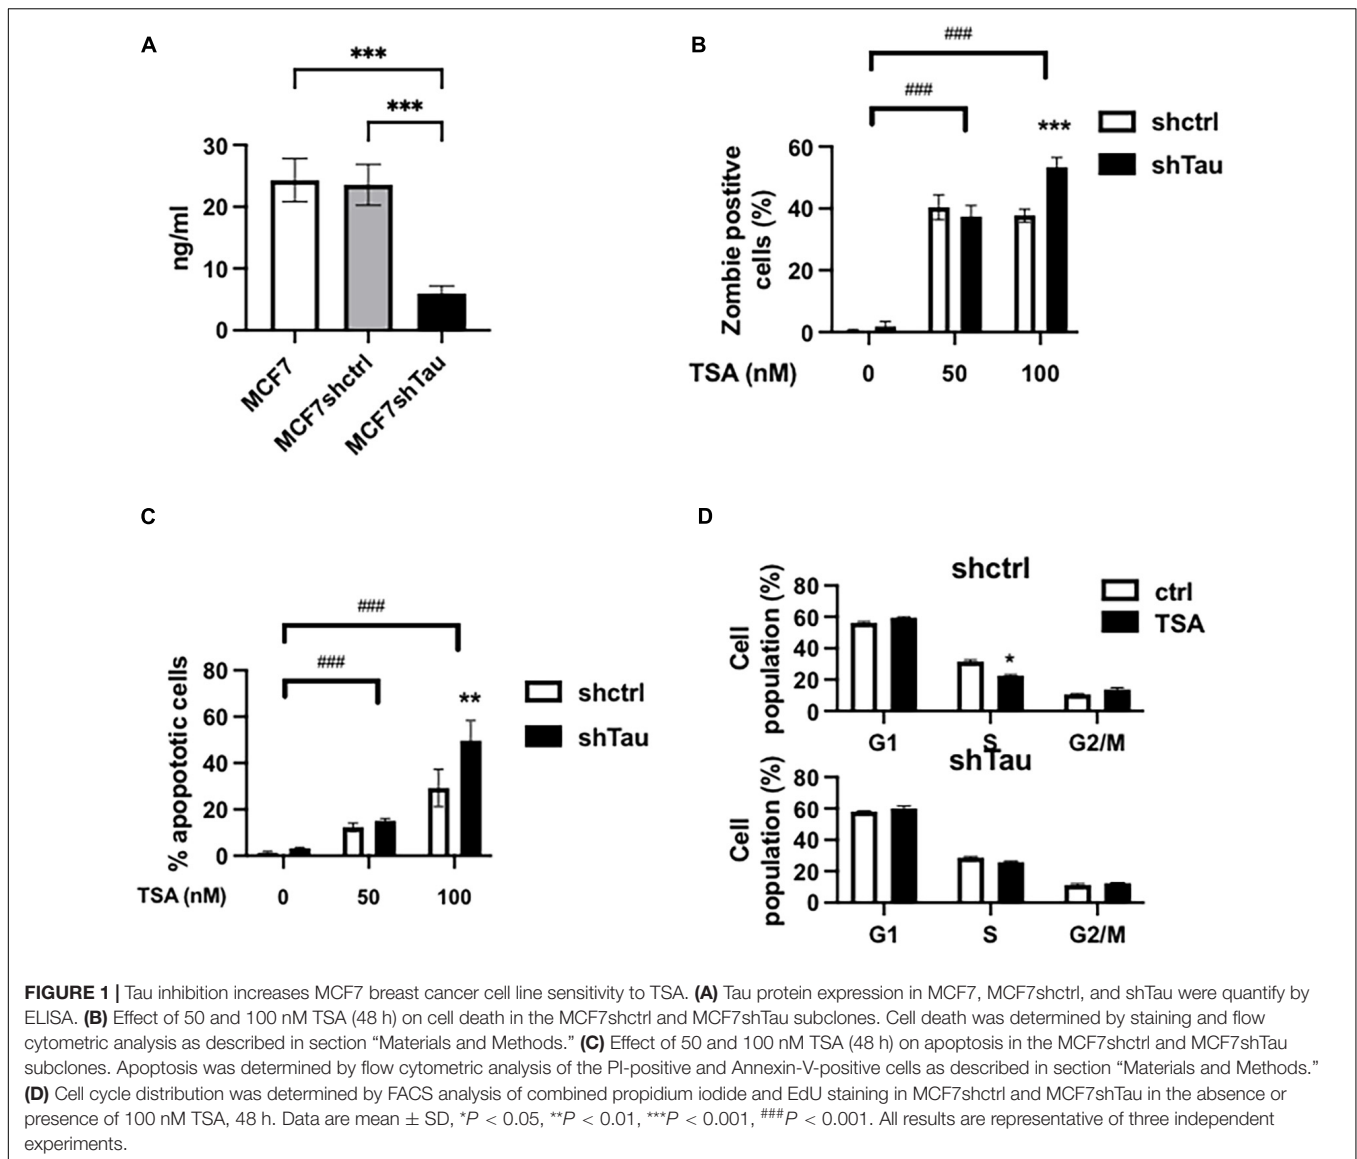 A
***
***
30
20
10
0
ng/ml
MCF7
MCF7shctrl
MCF7shTau
B
###
###
***
shctrl
shTau
60
40
20
0
Zombie postitve
cells (%)
TSA (nM) 0 50 100
C
###
###
**
shctrl
shTau
80
60
40
20
0
% apopototic cells
TSA (nM) 0 50 100
D
shctrl
ctrl
TSA
80
60
40
20
0
Cell
population (%)
*
G1 S G2/M
shTau
80
60
40
20
0
Cell
population (%)
G1 S G2/M
FIGURE 1 | Tau inhibition increases MCF7 breast cancer cell line sensitivity to TSA. (A) Tau protein expression in MCF7, MCF7shctrl, and shTau were quantify by
ELISA. (B) Effect of 50 and 100 nM TSA (48 h) on cell death in the MCF7shctrl and MCF7shTau subclones. Cell death was determined by staining and flow
cytometric analysis as described in section “Materials and Methods.” (C) Effect of 50 and 100 nM TSA (48 h) on apoptosis in the MCF7shctrl and MCF7shTau
subclones. Apoptosis was determined by flow cytometric analysis of the PI-positive and Annexin-V-positive cells as described in section “Materials and Methods.”
(D) Cell cycle distribution was determined by FACS analysis of combined propidium iodide and EdU staining in MCF7shctrl and MCF7shTau in the absence or
presence of 100 nM TSA, 48 h. Data are mean ± SD, *P < 0.05, **P < 0.01, ***P < 0.001, ###P < 0.001. All results are representative of three independent
experiments.